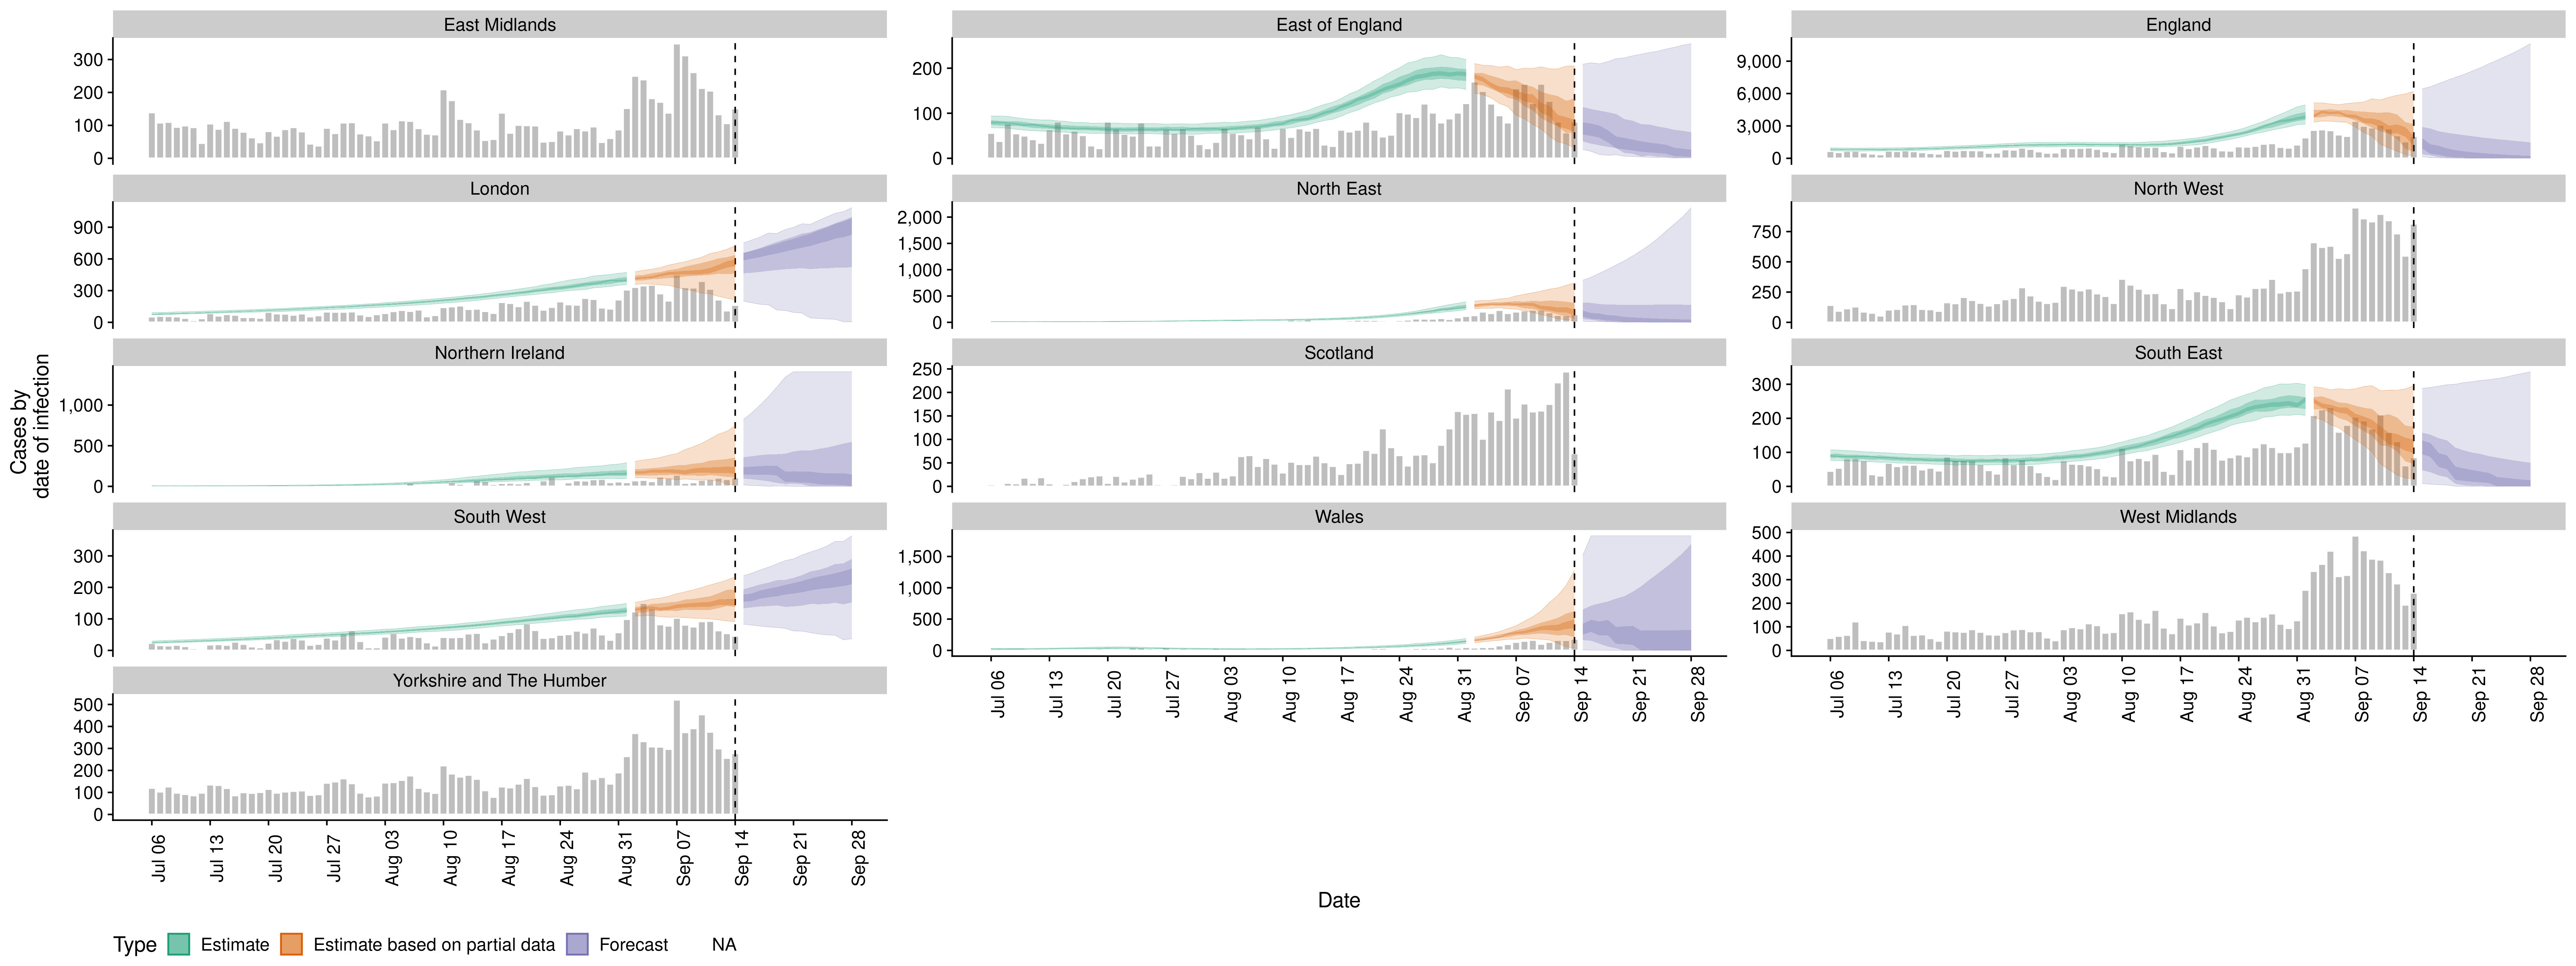 East Midlands
East of England
England
300
200
100
0
200
100
0
9,000
6,000
3,000
0
London
North East
North West
900
600
300
0
2,000
1,500
1,000
500
0
750
500
250
0
Northern Ireland
Scotland
South East
1,000
500
0
250
200
150
100
50
0
300
200
100
0
South West
Wales
West Midlands
300
200
100
0
1,500
1,000
500
0
500
400
300
200
100
0
Jul 06
Jul 13
Jul 20
Jul 27
Aug 03
Aug 10
Aug 17
Aug 24
Aug 31
Sep 07
Sep 14
Sep 21
Sep 28
Jul 06
Jul 13
Jul 20
Jul 27
Aug 03
Aug 10
Aug 17
Aug 24
Aug 31
Sep 07
Sep 14
Sep 21
Sep 28
Yorkshire and The Humber
500
400
300
200
100
0
Jul 06
Jul 13
Jul 20
Jul 27
Aug 03
Aug 10
Aug 17
Aug 24
Aug 31
Sep 07
Sep 14
Sep 21
Sep 28
Cases by
date of infection
Date
Type Estimate Estimate based on partial data Forecast NA